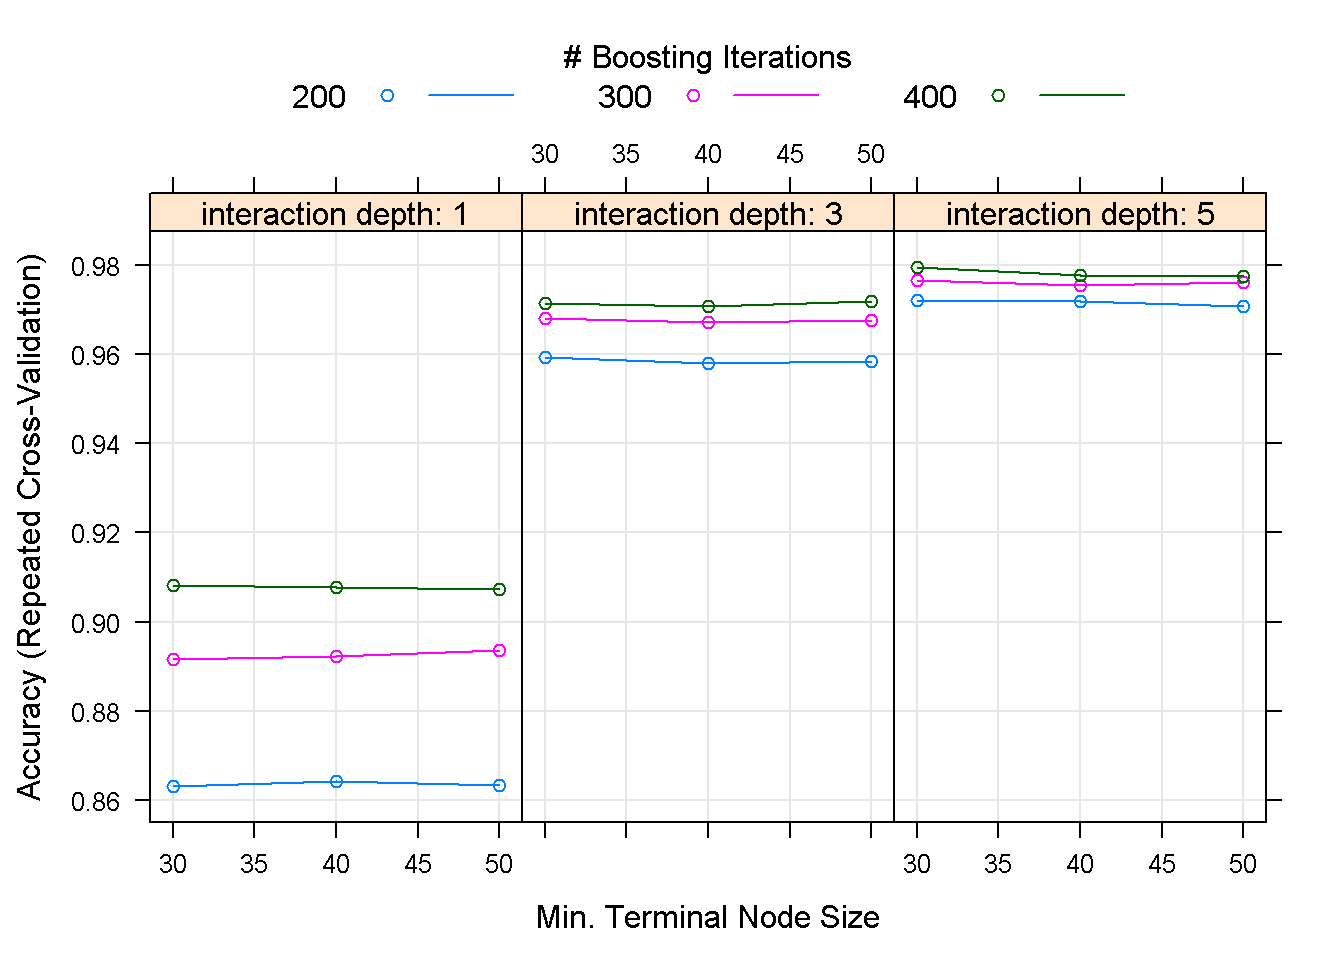 # Boosting Iterations
200 300 400
30 35 40 45 50
interaction depth: 1 interaction depth: 3 interaction depth: 5
Accuracy (Repeated Cross-Validation)
0.98
0.96
0.94
0.92
0.90
0.88
0.86
30 35 40 45 50 30 35 40 45 50
Min. Terminal Node Size